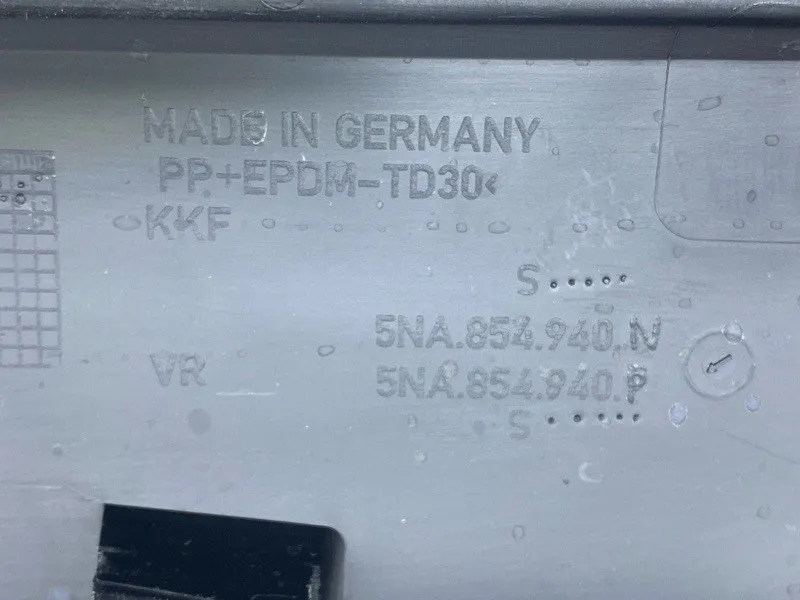 MADE IN GERMANY
PP.+EPDM-TD30<
KKF
S.....
5NA.854.940.N
VR
5NA.854.940.P
S.....